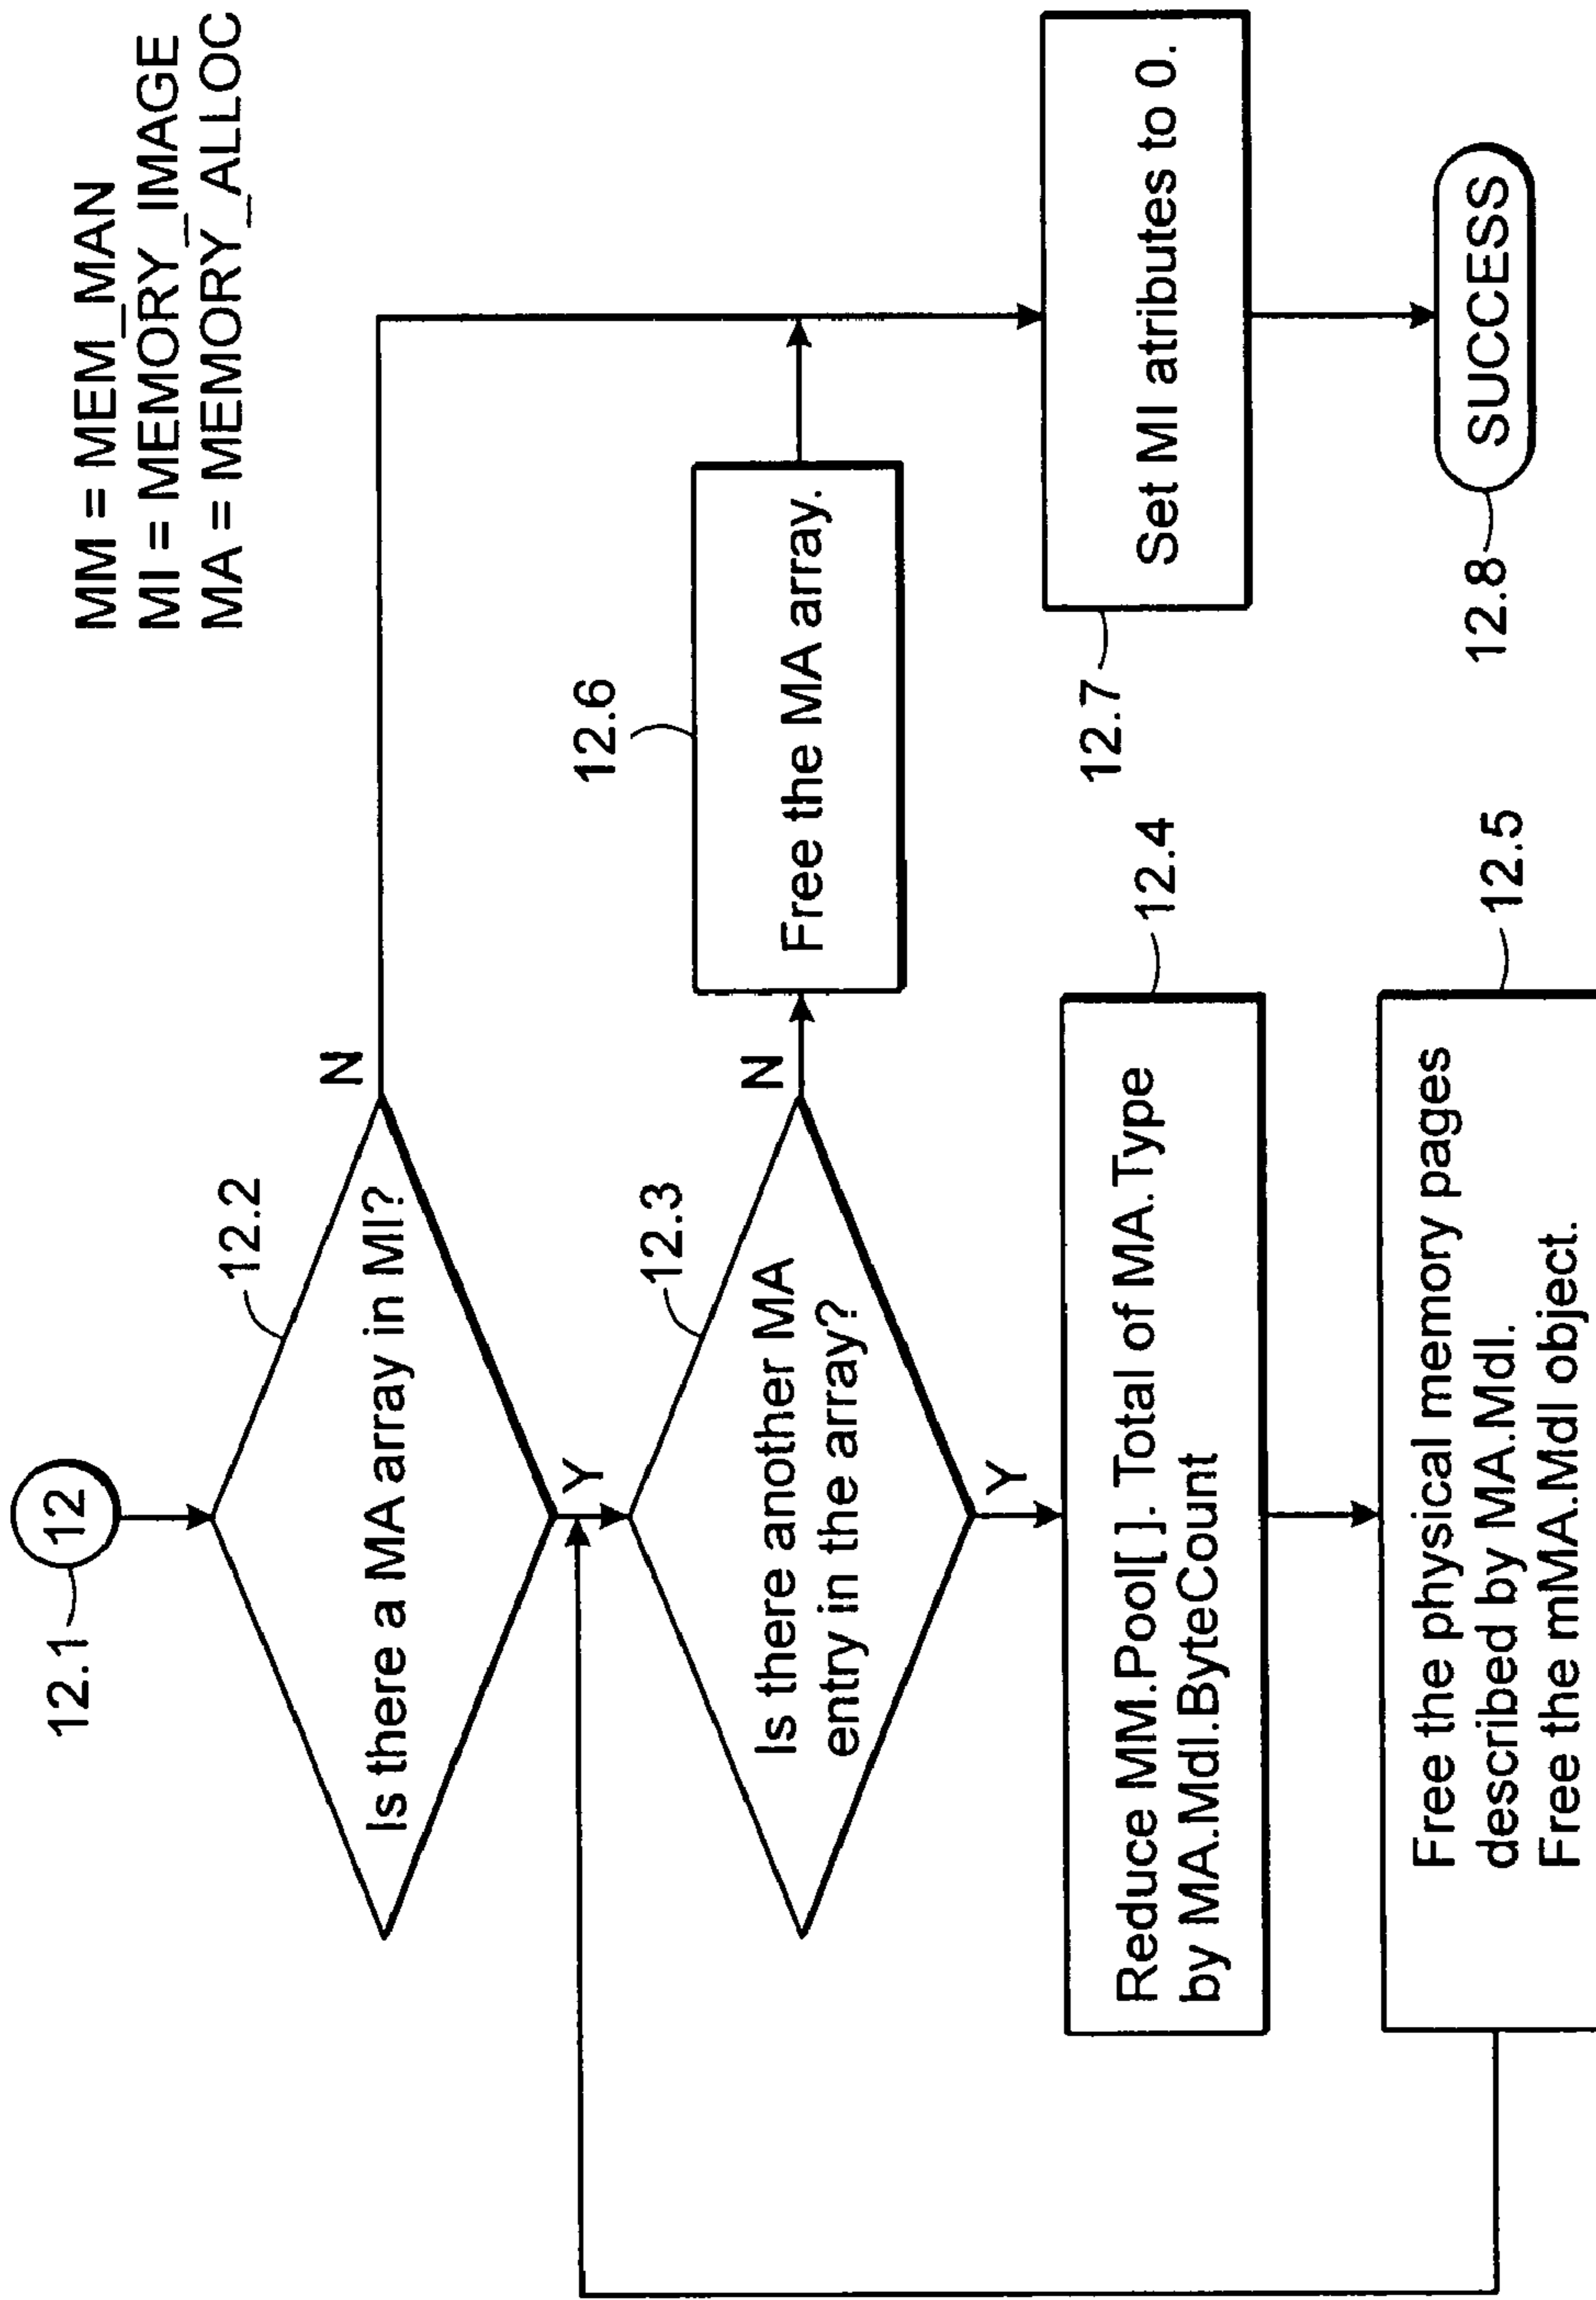 MM = MEM_MAN
MI = MEMORY_IMAGE
MA = MEMORY_ALLOC
12.1
12
12.2
Is there a MA array in MI?
N
Y
12.3
Is there another MA
entry in the array?
N
Y
12.6
Free the MA array.
12.4
Reduce MM.Pool[ ]. Total of MA.Type
by MA.Mdl.ByteCount
12.5
Free the physical memory pages
described by MA.Mdl.
Free the mMA.Mdl object.
12.7
Set MI atributes to 0.
12.8
SUCCESS